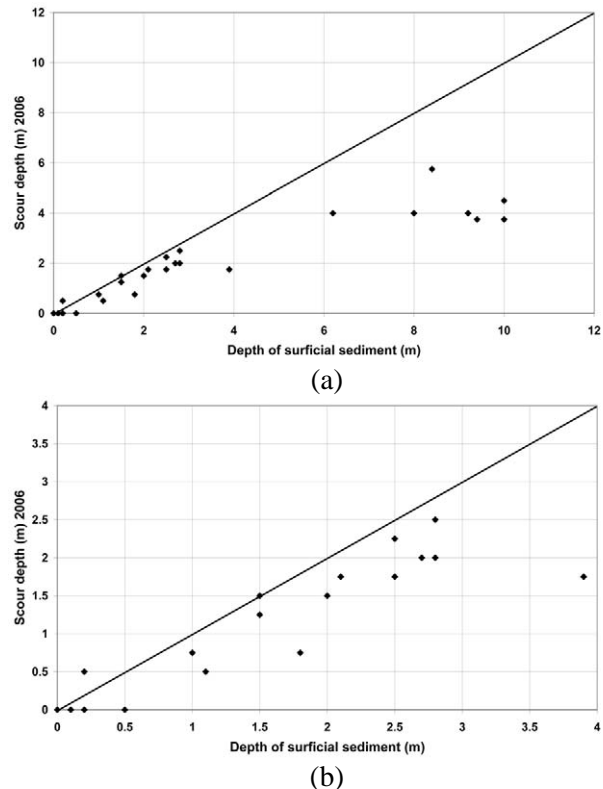 12
10
8
6
4
2
0
Scour depth (m) 2006
0 2 4 6 8 10 12
Depth of surficial sediment (m)
(a)
4
3.5
3
2.5
2
1.5
1
0.5
0
Scour depth (m) 2006
0 0.5 1 1.5 2 2.5 3 3.5 4
Depth of surficial sediment (m)
(b)